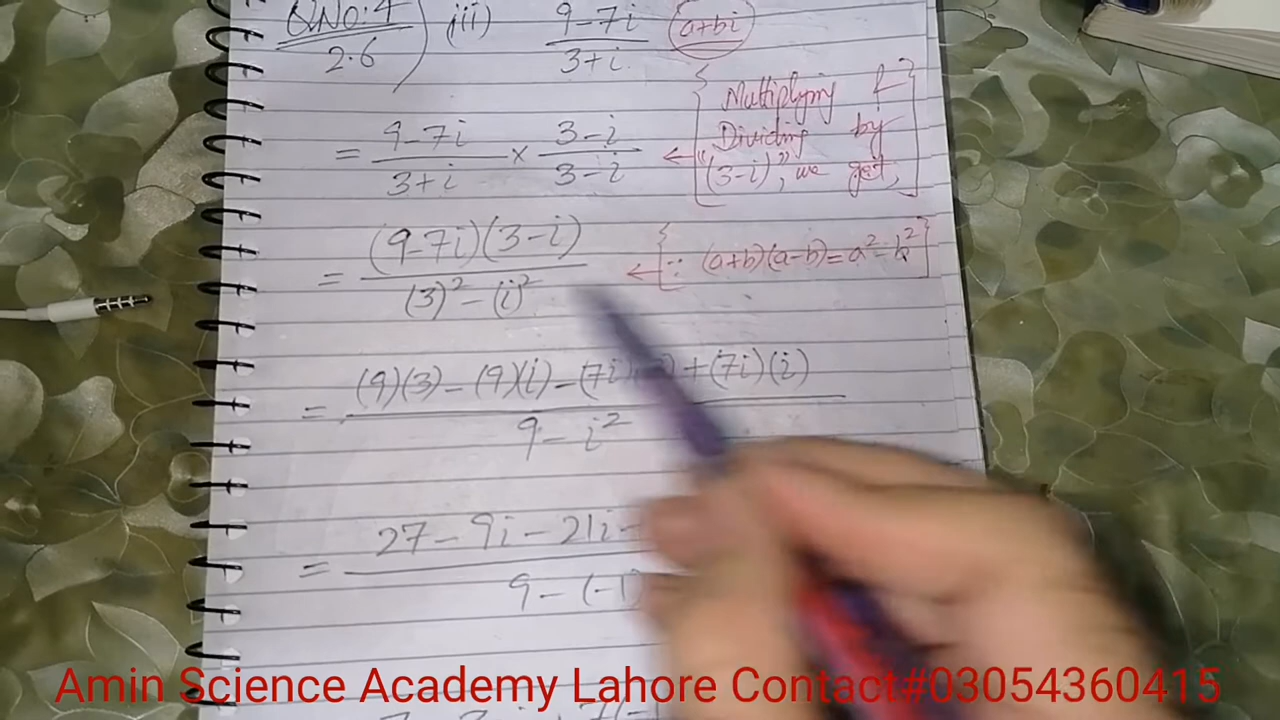 Q.NO:4 (iii) 9-7i a+bi
2.6 3+i
Multiplying &
= 9-7i × 3-i Dividing by
3+i 3-i ← "(3-i)", we get,
= (9-7i)(3-i) ← { ∵ (a+b)(a-b)=a²-b² }
(3)² - (i)²
= (9)(3) - (9)(i) - (7i) + (7i)(i)
9 - i²
= 27 - 9i - 21i
9 - (-1)
Amin Science Academy Lahore Contact#03054360415